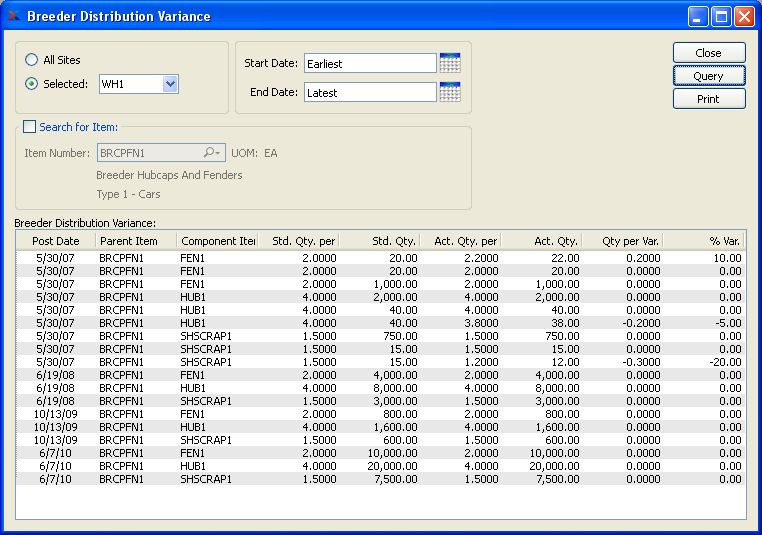 Breeder Distribution Variance
All Sites
Selected: WH1
Start Date: Earliest
End Date: Latest
Close
Query
Print
Search for Item:
Item Number: BRCPFN1 UOM: EA
Breeder Hubcaps And Fenders
Type 1 - Cars
Breeder Distribution Variance:
Post Date Parent Item Component Iter Std. Qty. per Std. Qty. Act. Qty. per Act. Qty. Qty per Var. % Var.
5/30/07 BRCPFN1 FEN1 2.0000 20.00 2.2000 22.00 0.2000 10.00
5/30/07 BRCPFN1 FEN1 2.0000 20.00 2.0000 20.00 0.0000 0.00
5/30/07 BRCPFN1 FEN1 2.0000 1,000.00 2.0000 1,000.00 0.0000 0.00
5/30/07 BRCPFN1 HUB1 4.0000 2,000.00 4.0000 2,000.00 0.0000 0.00
5/30/07 BRCPFN1 HUB1 4.0000 40.00 4.0000 40.00 0.0000 0.00
5/30/07 BRCPFN1 HUB1 4.0000 40.00 3.8000 38.00 -0.2000 -5.00
5/30/07 BRCPFN1 SHSCRAP1 1.5000 750.00 1.5000 750.00 0.0000 0.00
5/30/07 BRCPFN1 SHSCRAP1 1.5000 15.00 1.5000 15.00 0.0000 0.00
5/30/07 BRCPFN1 SHSCRAP1 1.5000 15.00 1.2000 12.00 -0.3000 -20.00
6/19/08 BRCPFN1 FEN1 2.0000 4,000.00 2.0000 4,000.00 0.0000 0.00
6/19/08 BRCPFN1 HUB1 4.0000 8,000.00 4.0000 8,000.00 0.0000 0.00
6/19/08 BRCPFN1 SHSCRAP1 1.5000 3,000.00 1.5000 3,000.00 0.0000 0.00
10/13/09 BRCPFN1 FEN1 2.0000 800.00 2.0000 800.00 0.0000 0.00
10/13/09 BRCPFN1 HUB1 4.0000 1,600.00 4.0000 1,600.00 0.0000 0.00
10/13/09 BRCPFN1 SHSCRAP1 1.5000 600.00 1.5000 600.00 0.0000 0.00
6/7/10 BRCPFN1 FEN1 2.0000 10,000.00 2.0000 10,000.00 0.0000 0.00
6/7/10 BRCPFN1 HUB1 4.0000 20,000.00 4.0000 20,000.00 0.0000 0.00
6/7/10 BRCPFN1 SHSCRAP1 1.5000 7,500.00 1.5000 7,500.00 0.0000 0.00